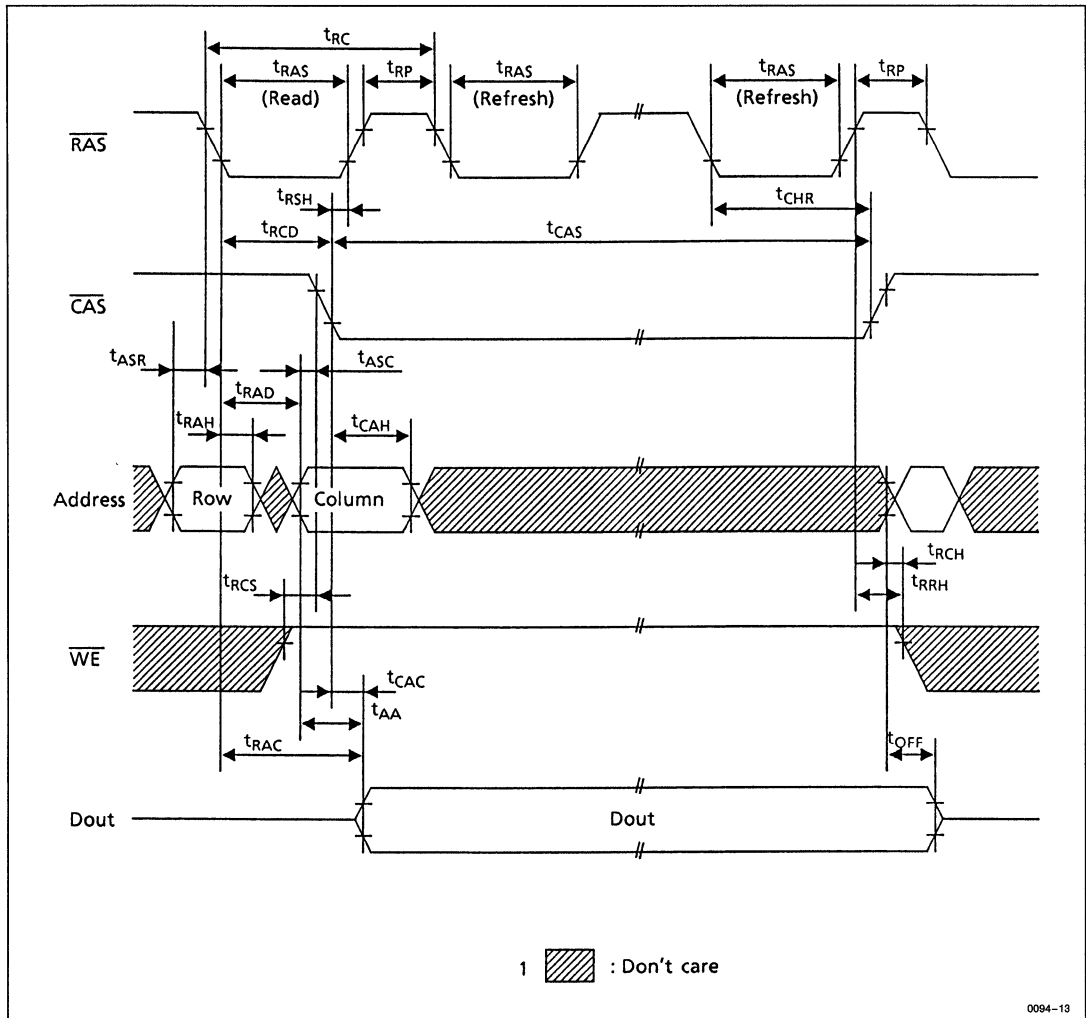 tRC
tRAS tRP tRAS tRAS tRP
(Read) (Refresh) (Refresh)
RAS
tRSH tCHR
tRCD tCAS
CAS
tASR tASC
tRAD
tRAH tCAH
Address Row Column
tRCH
tRCS tRRH
WE
tCAC
tAA
tRAC tOFF
Dout Dout
1 : Don't care
0094–13